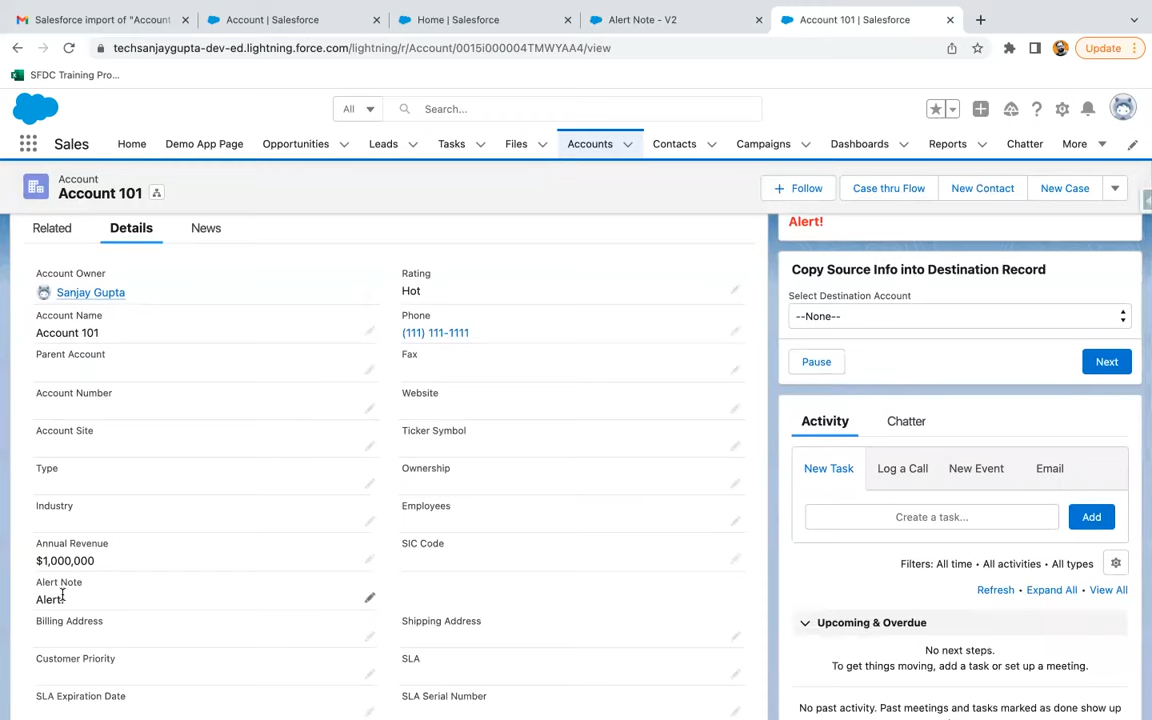 Salesforce import of "Account
Account | Salesforce
Home | Salesforce
Alert Note - V2
Account 101 | Salesforce
techsanjaygupta-dev-ed.lightning.force.com/lightning/r/Account/0015i000004TMWYAA4/view
Update
SFDC Training Pro...
All
Search...
Sales
Home
Demo App Page
Opportunities
Leads
Tasks
Files
Accounts
Contacts
Campaigns
Dashboards
Reports
Chatter
More
Account
Account 101
+ Follow
Case thru Flow
New Contact
New Case
Related
Details
News
Account Owner
Sanjay Gupta
Rating
Hot
Account Name
Account 101
Phone
(111) 111-1111
Parent Account
Fax
Account Number
Website
Account Site
Ticker Symbol
Type
Ownership
Industry
Employees
Annual Revenue
$1,000,000
SIC Code
Alert Note
Alert!
Billing Address
Shipping Address
Customer Priority
SLA
SLA Expiration Date
SLA Serial Number
Alert!
Copy Source Info into Destination Record
Select Destination Account
--None--
Pause
Next
Activity
Chatter
New Task
Log a Call
New Event
Email
Create a task...
Add
Filters: All time • All activities • All types
Refresh • Expand All • View All
Upcoming & Overdue
No next steps.
To get things moving, add a task or set up a meeting.
No past activity. Past meetings and tasks marked as done show up